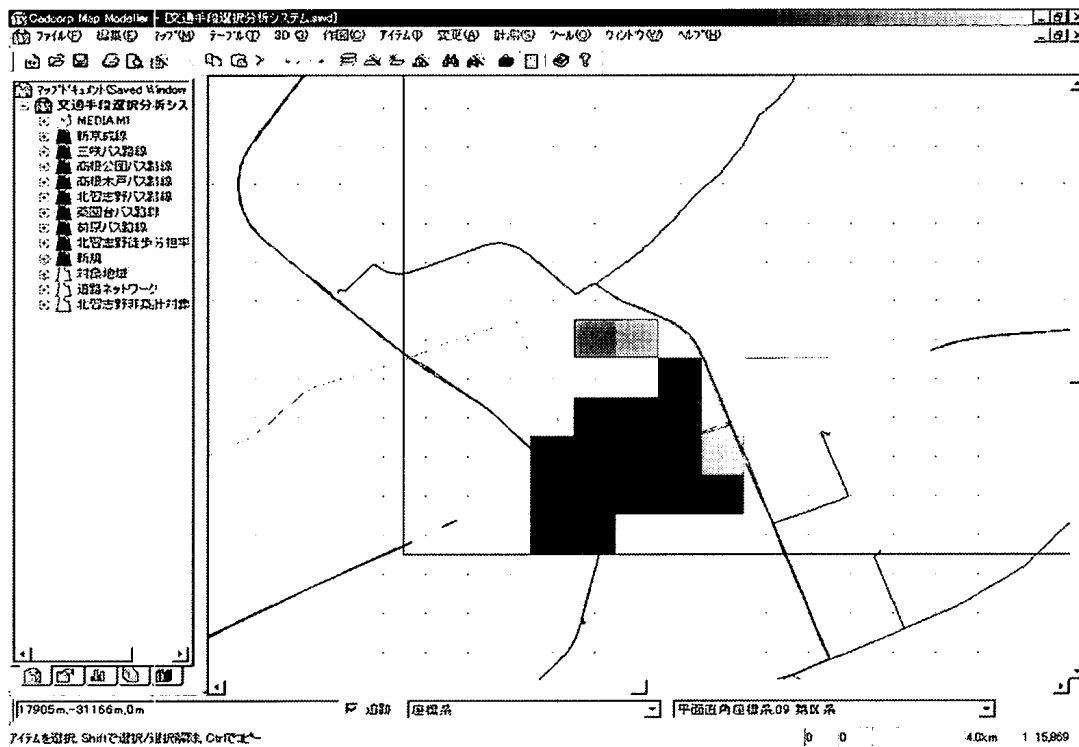 Cadcorp Map Modeller - [交通手段選択分析システム.swd]
ファイル(F) 編集(E) マップ(M) テーブル(T) 3D(Q) 作図(C) アイテム(I) 変更(A) 計算(S) ツール(O) ウィンドウ(W) ヘルプ(H)
マップドキュメント(Saved Window
交通手段選択分析シス
MEDIAM1
新京成線
三咲バス路線
高根公団バス路線
高根木戸バス路線
北習志野バス路線
薬園台バス路線
前原バス路線
北習志野徒歩分担率
新規
対象地域
道路ネットワーク
北習志野非集計対象
17905m,-31166m,0m
追跡
座標系
平面直角座標系09 第区系
アイテムを選択, Shiftで選択/選択解除, Ctrlでコピー
0 0 4.0km 1:15,869